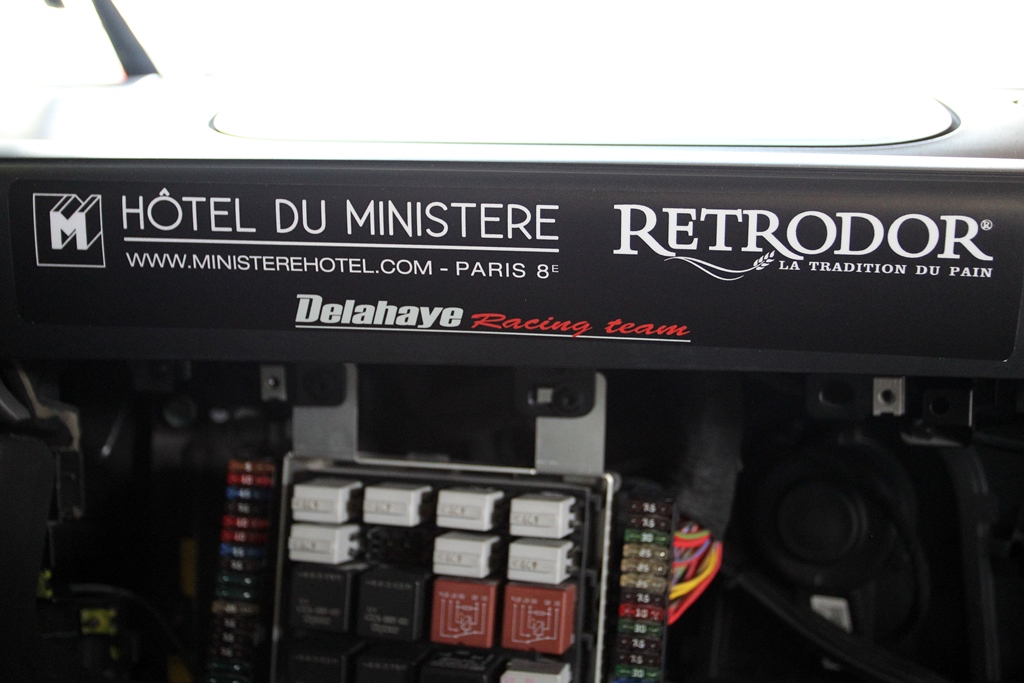 M HÔTEL DU MINISTERE
WWW.MINISTEREHOTEL.COM - PARIS 8E
RETRODOR®
LA TRADITION DU PAIN
Delahaye Racing team